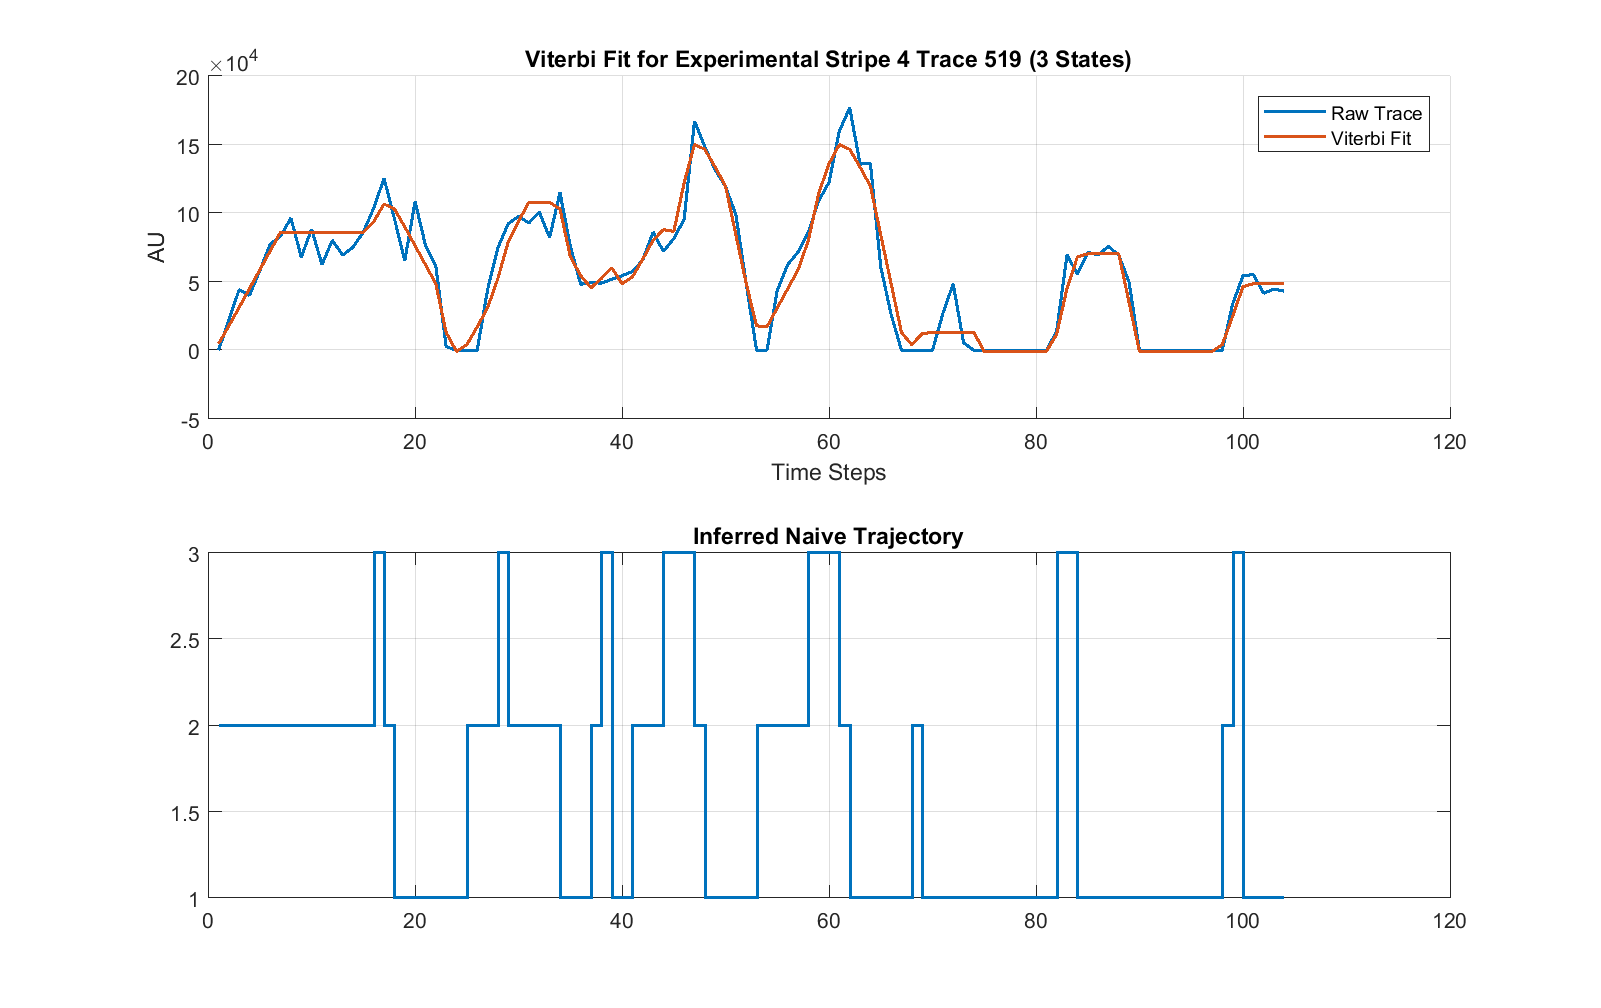 Viterbi Fit for Experimental Stripe 4 Trace 519 (3 States)
×10⁴
20
15
10
5
0
-5
AU
Raw Trace
Viterbi Fit
0 20 40 60 80 100 120
Time Steps
Inferred Naive Trajectory
3
2.5
2
1.5
1
0 20 40 60 80 100 120